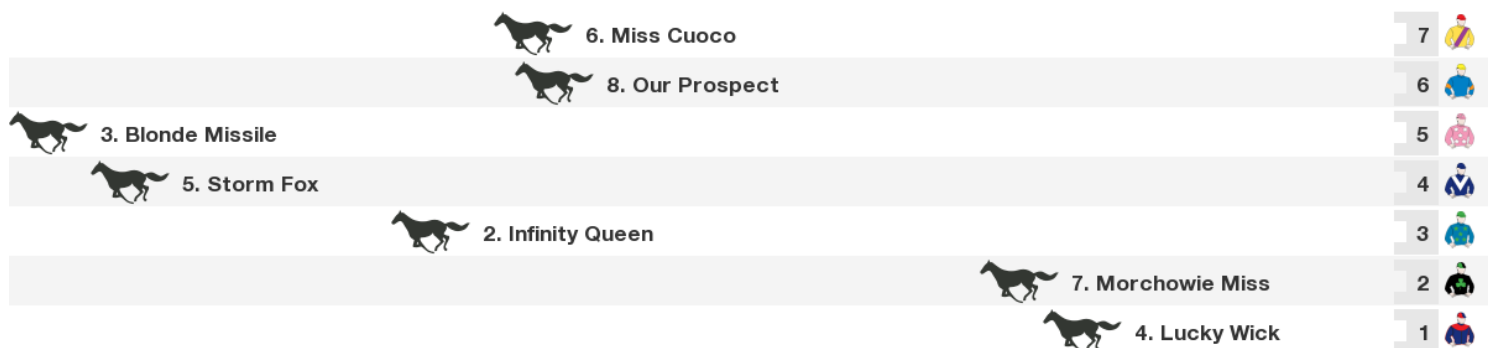 6. Miss Cuoco 7
8. Our Prospect 6
3. Blonde Missile 5
5. Storm Fox 4
2. Infinity Queen 3
7. Morchowie Miss 2
4. Lucky Wick 1